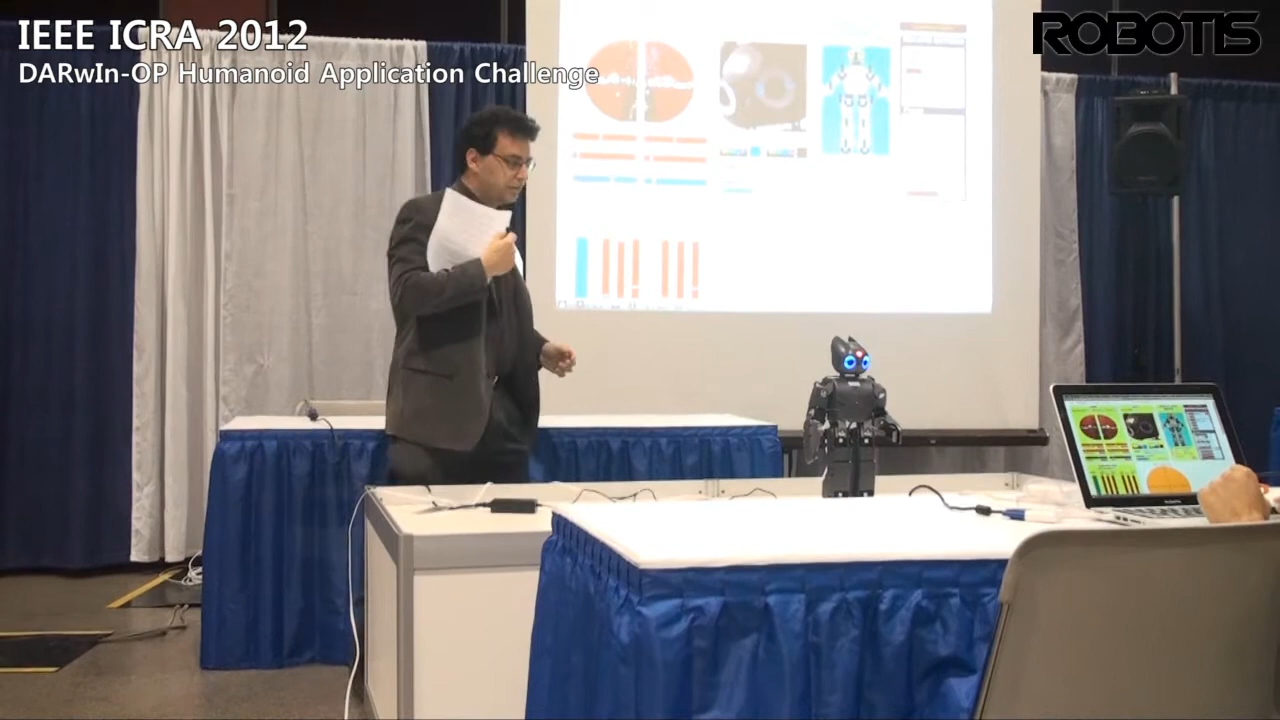 IEEE ICRA 2012
DARwIn-OP Humanoid Application Challenge
ROBOTIS